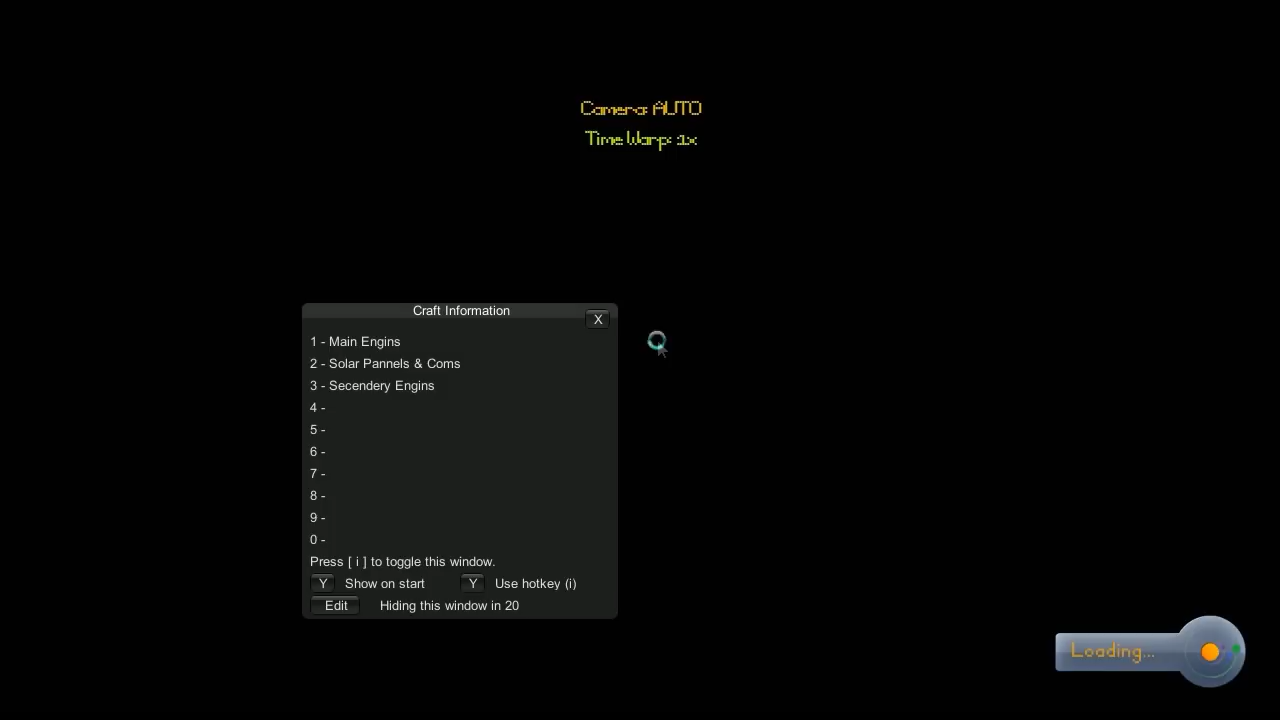 Camera: AUTO
Time Warp: 1x
Craft Information
X
1 - Main Engins
2 - Solar Pannels & Coms
3 - Secendery Engins
4 -
5 -
6 -
7 -
8 -
9 -
0 -
Press [ i ] to toggle this window.
Y Show on start Y Use hotkey (i)
Edit Hiding this window in 20
Loading...